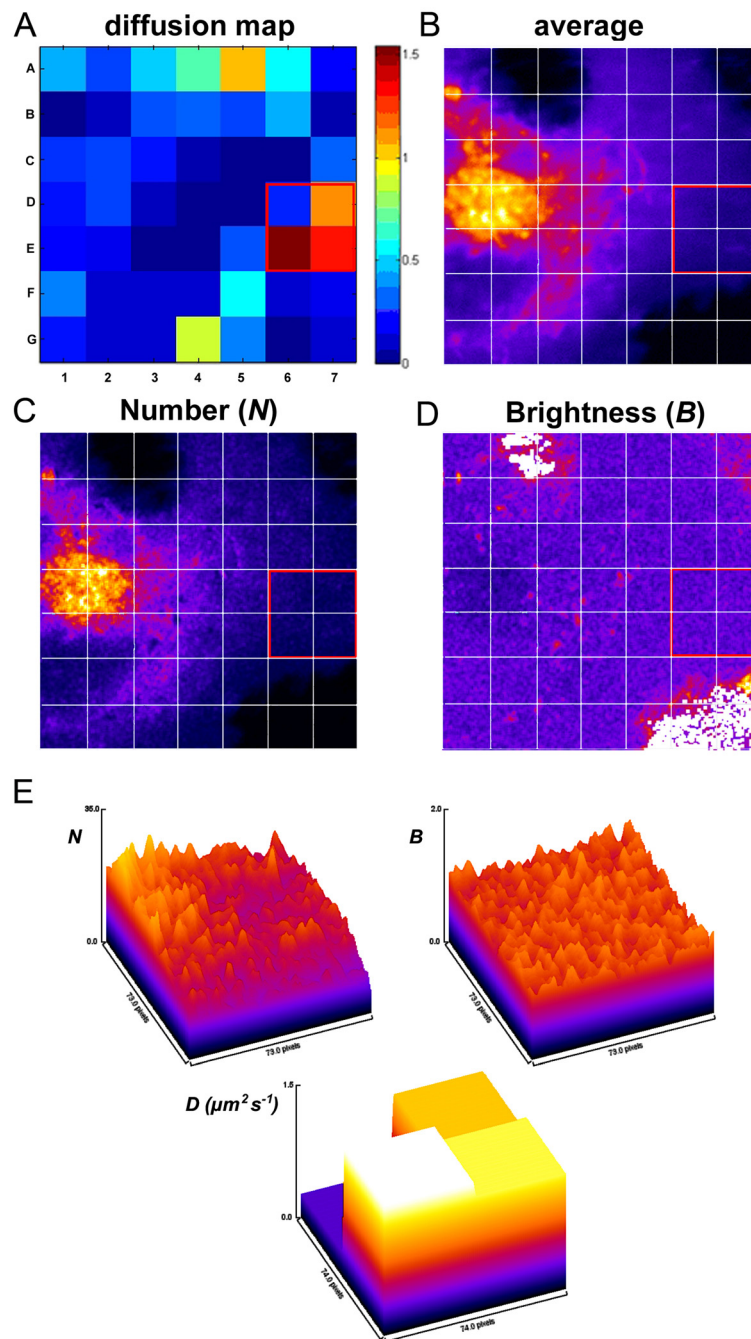 A diffusion map
A
B
C
D
E
F
G
1 2 3 4 5 6 7
1.5
1
0.5
0
B average
C Number (N)
D Brightness (B)
E
35.0
N
0.0
73.0 pixels
73.0 pixels
2.0
B
0.0
73.0 pixels
73.0 pixels
1.5
D (µm² s⁻¹)
0.0
74.0 pixels
74.0 pixels